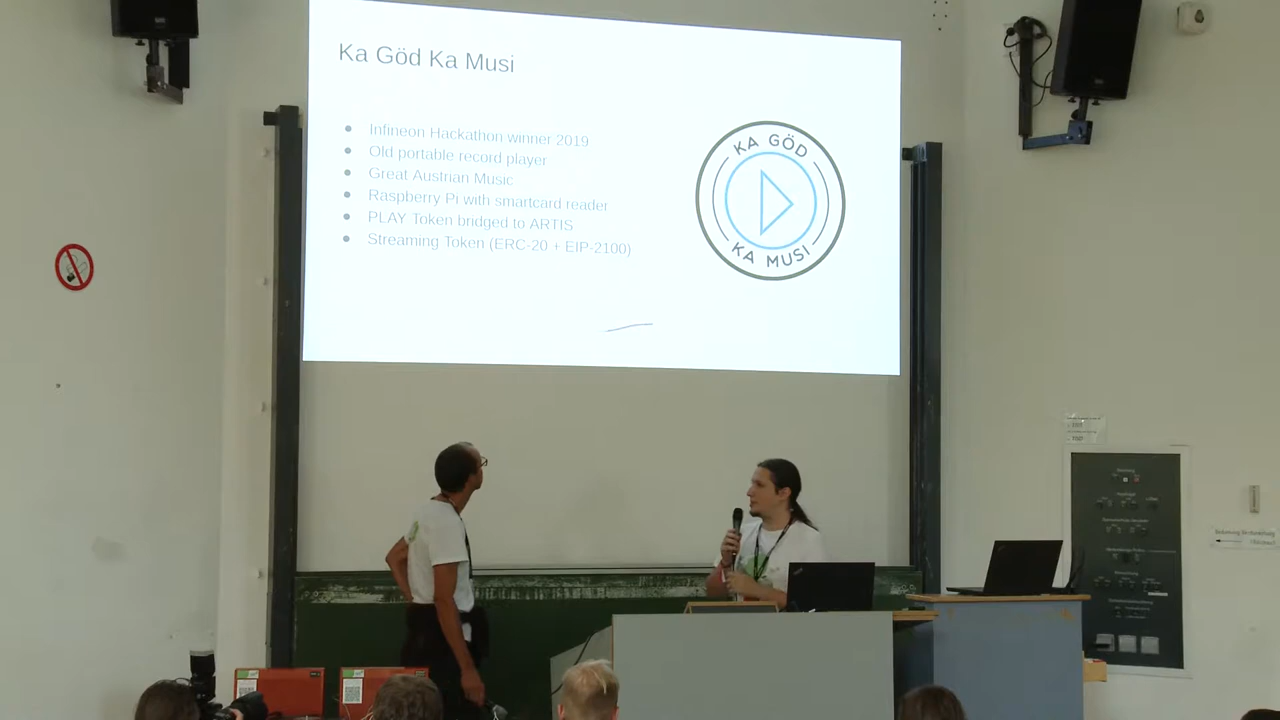 Ka Göd Ka Musi
Infineon Hackathon winner 2019
Old portable record player
Great Austrian Music
Raspberry Pi with smartcard reader
PLAY Token bridged to ARTIS
Streaming Token (ERC-20 + EIP-2100)
KA GÖD
KA MUSI